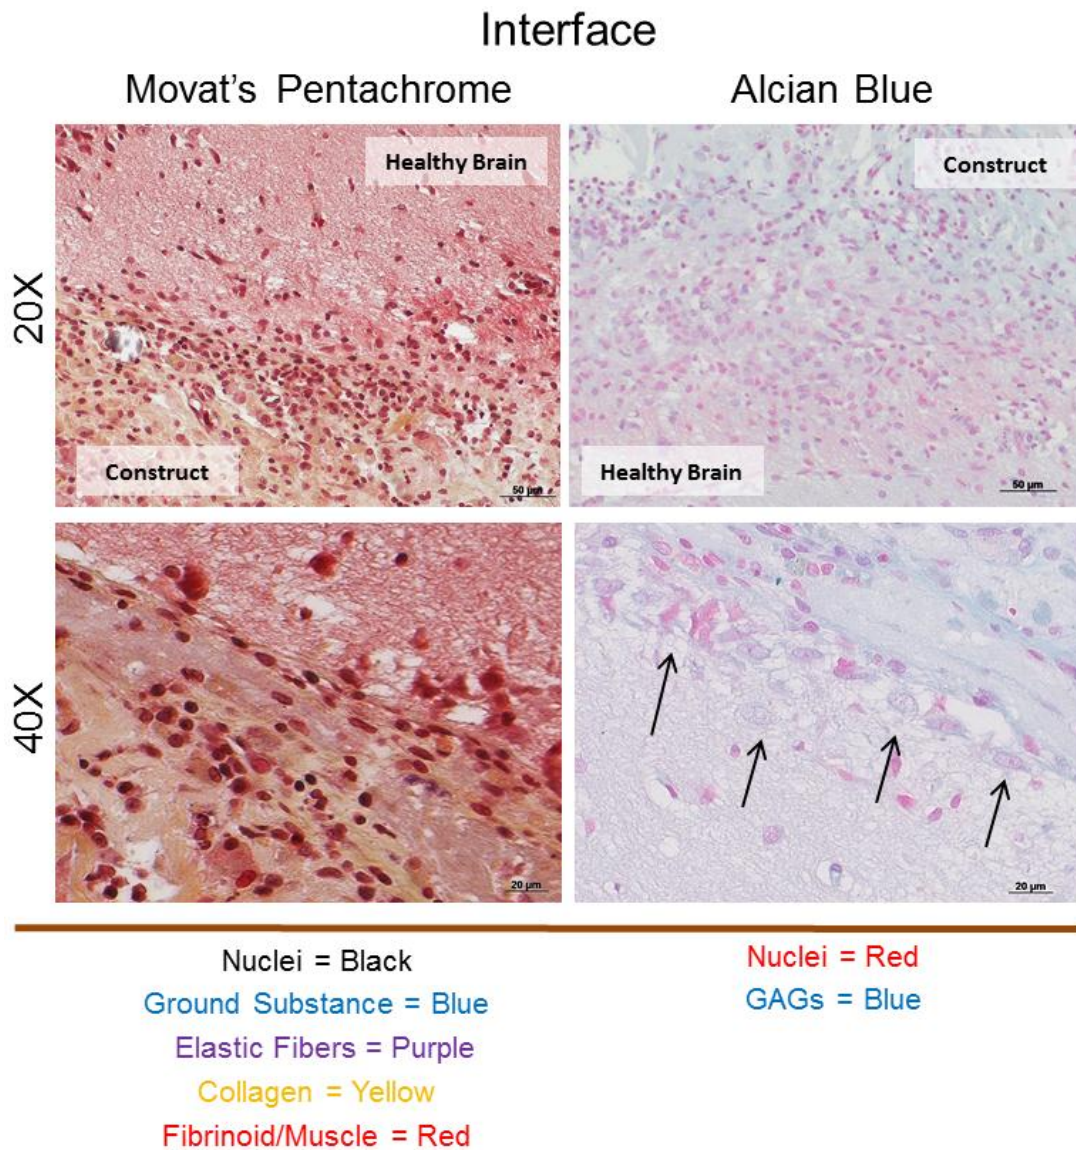 Interface
Movat's Pentachrome
Alcian Blue
20X
Healthy Brain
Construct
50 µm
Construct
Healthy Brain
50 µm
40X
20 µm
20 µm
Nuclei = Black
Ground Substance = Blue
Elastic Fibers = Purple
Collagen = Yellow
Fibrinoid/Muscle = Red
Nuclei = Red
GAGs = Blue